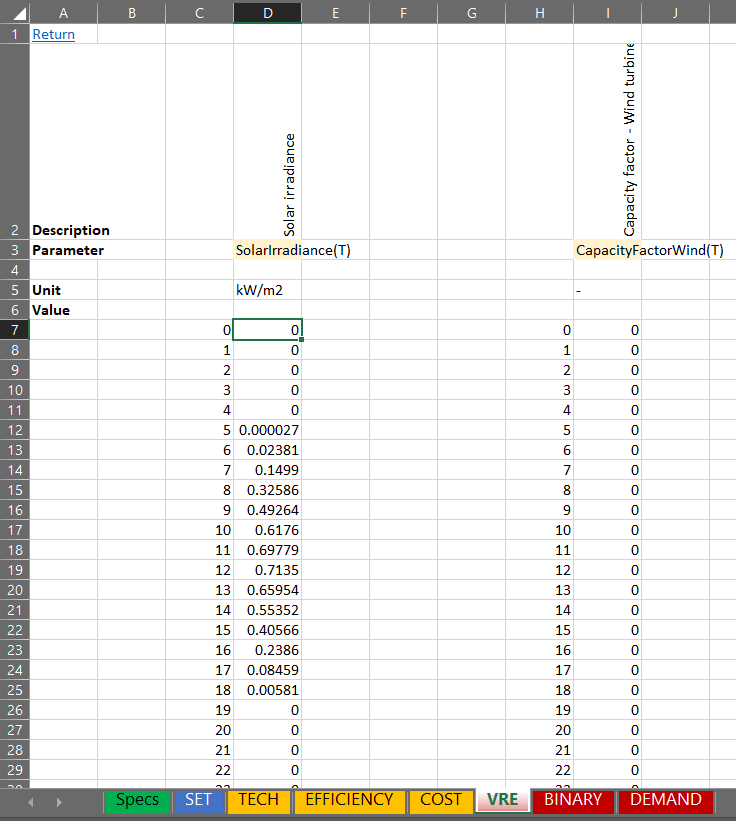 A B C D E F G H I J
1 Return
2 Description Solar irradiance Capacity factor - Wind turbine
3 Parameter SolarIrradiance(T) CapacityFactorWind(T)
4
5 Unit kW/m2 -
6 Value
7 0 0 0 0
8 1 0 1 0
9 2 0 2 0
10 3 0 3 0
11 4 0 4 0
12 5 0.000027 5 0
13 6 0.02381 6 0
14 7 0.1499 7 0
15 8 0.32586 8 0
16 9 0.49264 9 0
17 10 0.6176 10 0
18 11 0.69779 11 0
19 12 0.7135 12 0
20 13 0.65954 13 0
21 14 0.55352 14 0
22 15 0.40566 15 0
23 16 0.2386 16 0
24 17 0.08459 17 0
25 18 0.00581 18 0
26 19 0 19 0
27 20 0 20 0
28 21 0 21 0
29 22 0 22 0
Specs SET TECH EFFICIENCY COST VRE BINARY DEMAND